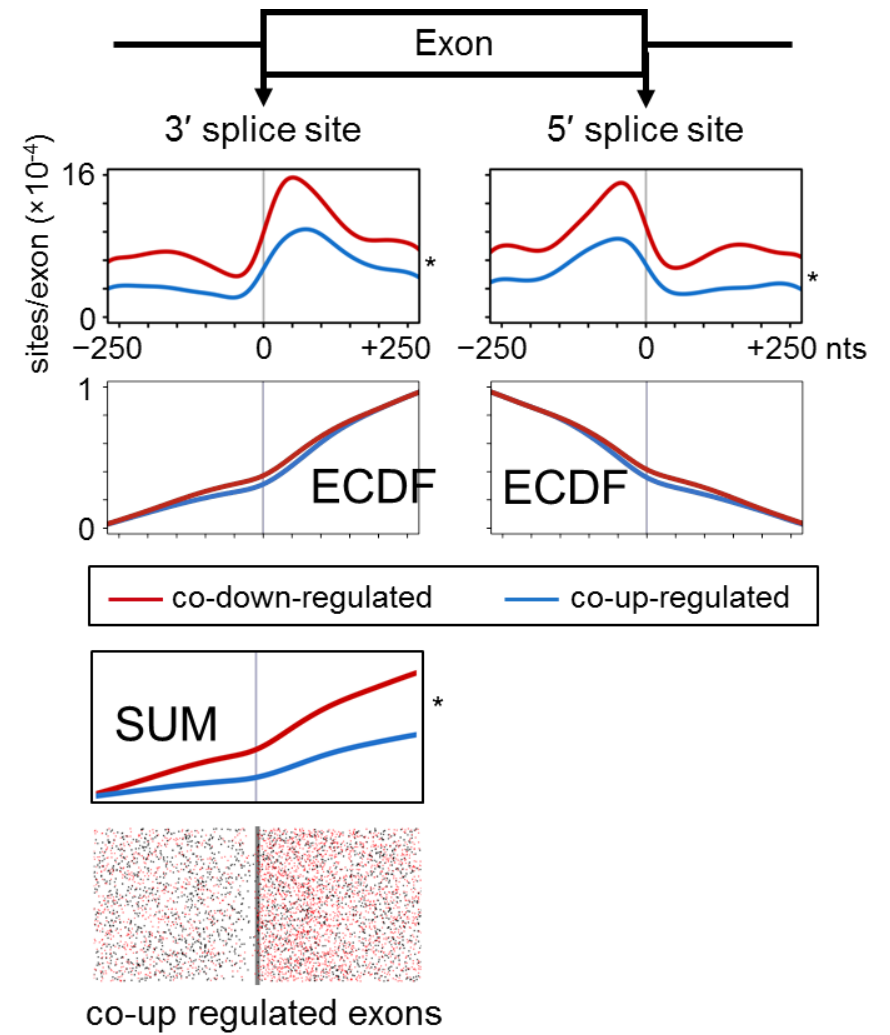 Exon
3′ splice site 5′ splice site
sites/exon (×10⁻⁴)
16
0
*
*
−250 0 +250 −250 0 +250 nts
1
0
ECDF ECDF
co-down-regulated co-up-regulated
SUM
*
co-up regulated exons